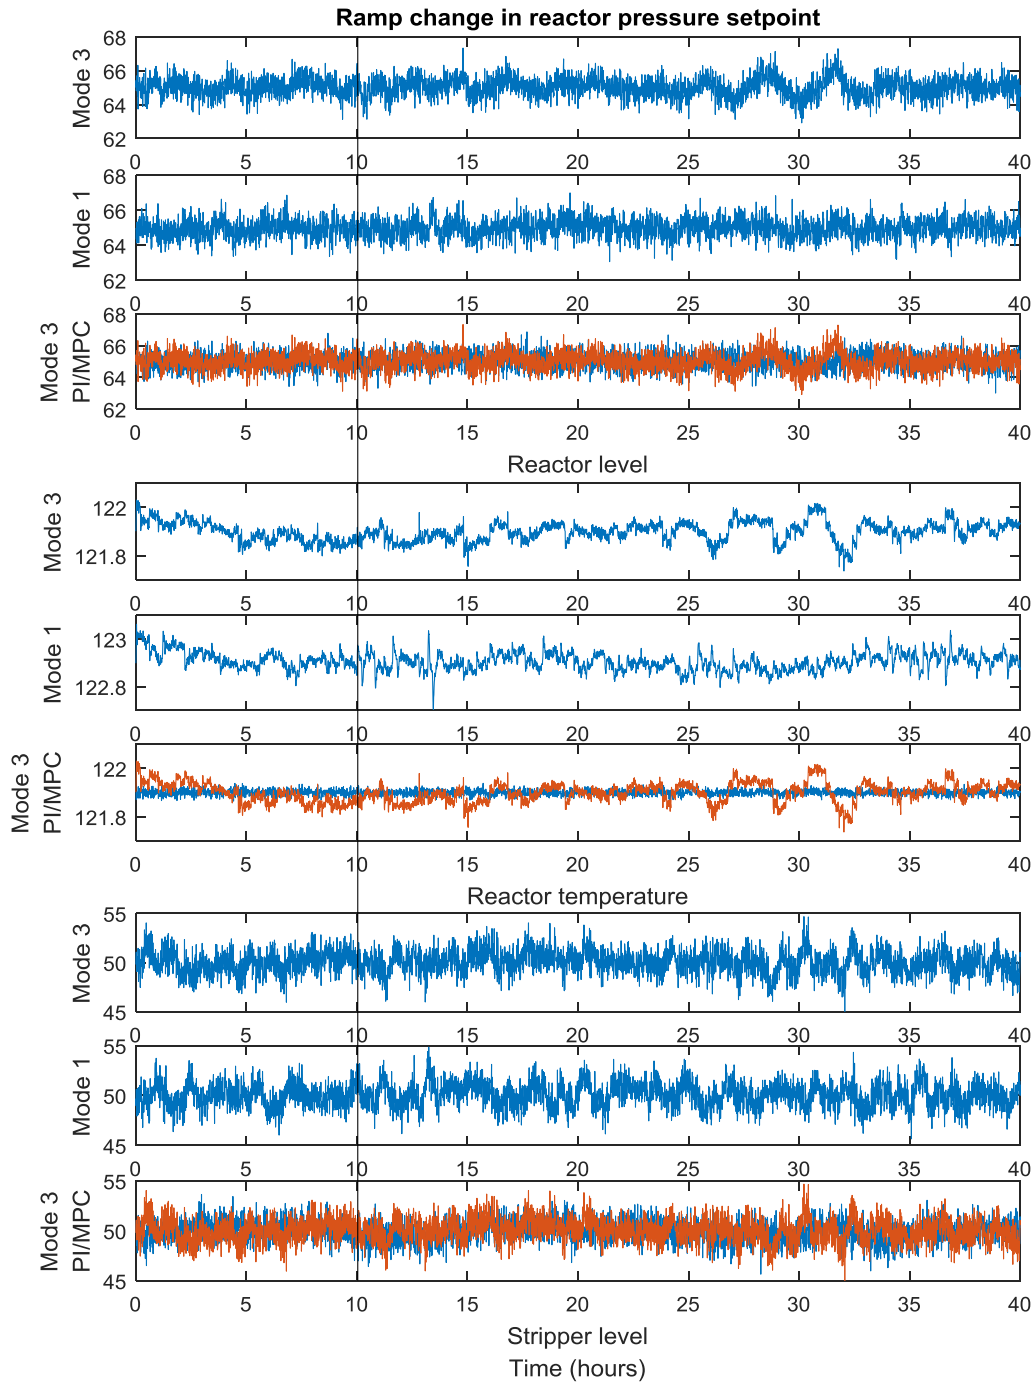 Ramp change in reactor pressure setpoint
Mode 3
68
66
64
62
0 5 10 15 20 25 30 35 40
Mode 1
68
66
64
62
0 5 10 15 20 25 30 35 40
Mode 3
PI/MPC
68
66
64
62
0 5 10 15 20 25 30 35 40
Reactor level
Mode 3
122
121.8
0 5 10 15 20 25 30 35 40
Mode 1
123
122.8
0 5 10 15 20 25 30 35 40
Mode 3
PI/MPC
122
121.8
0 5 10 15 20 25 30 35 40
Reactor temperature
Mode 3
55
50
45
0 5 10 15 20 25 30 35 40
Mode 1
55
50
45
0 5 10 15 20 25 30 35 40
Mode 3
PI/MPC
55
50
45
0 5 10 15 20 25 30 35 40
Stripper level
Time (hours)